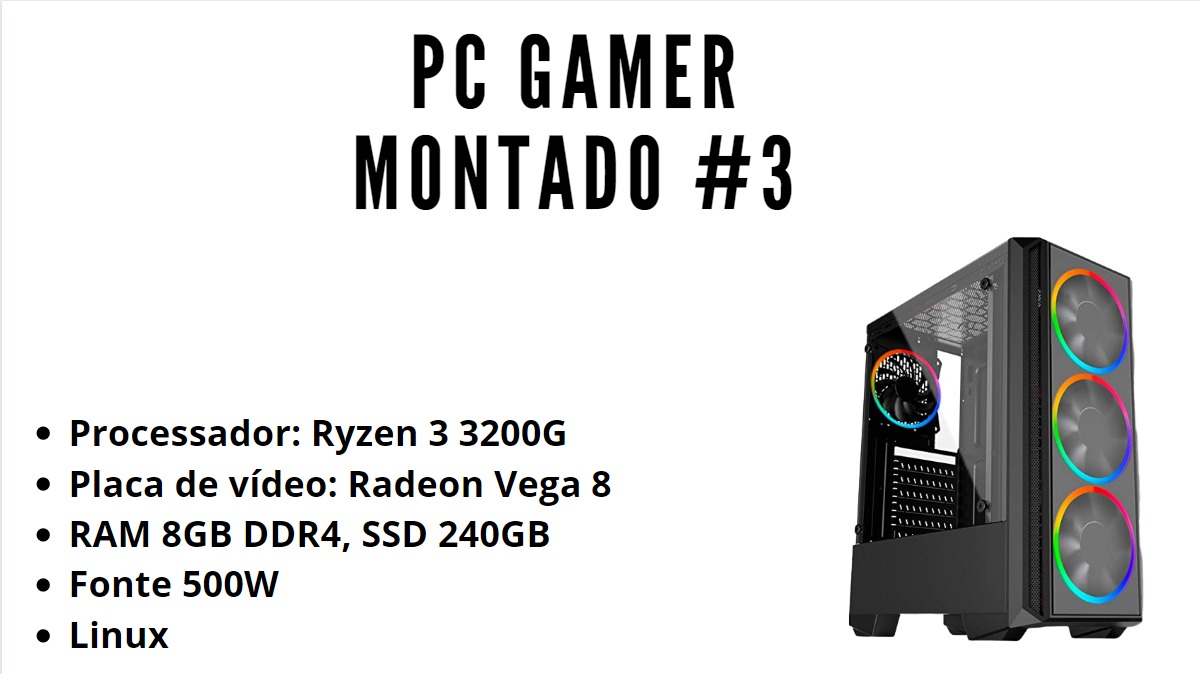 PC GAMER
MONTADO #3
• Processador: Ryzen 3 3200G
• Placa de vídeo: Radeon Vega 8
• RAM 8GB DDR4, SSD 240GB
• Fonte 500W
• Linux